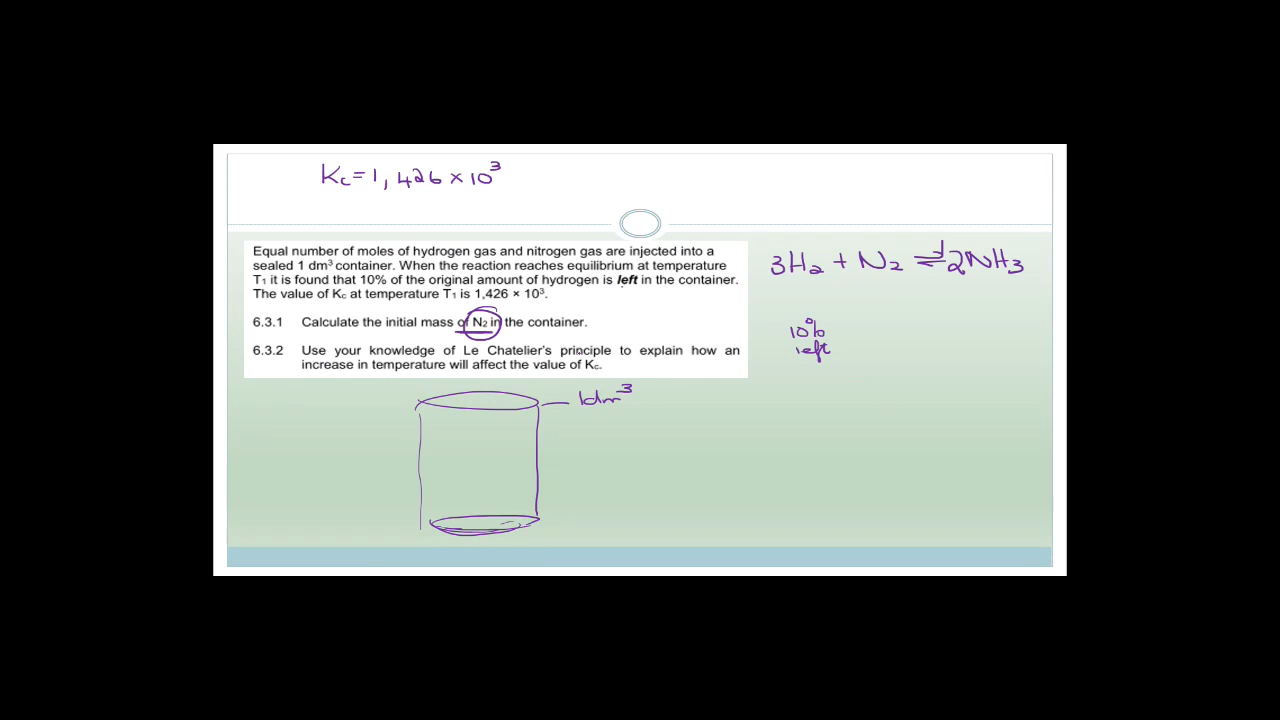 Kc=1,426×10³
Equal number of moles of hydrogen gas and nitrogen gas are injected into a
sealed 1 dm³ container. When the reaction reaches equilibrium at temperature
T₁ it is found that 10% of the original amount of hydrogen is left in the container.
The value of Kc at temperature T₁ is 1,426 × 10³.
6.3.1 Calculate the initial mass of N₂ in the container.
6.3.2 Use your knowledge of Le Chatelier's principle to explain how an
increase in temperature will affect the value of Kc.
3H₂ + N₂ ⇌ 2NH₃
10%
left
1dm³